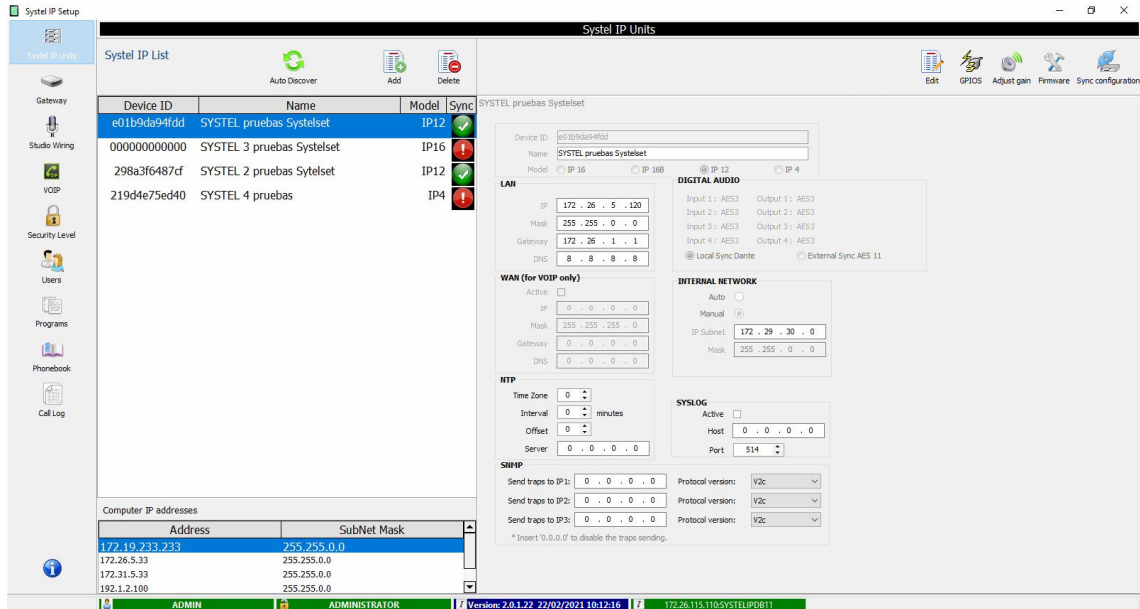 Systel IP Setup
Systel IP Units
Systel IP Units
Gateway
Studio Wiring
VOIP
Security Level
Users
Programs
Phonebook
Call Log
Systel IP List
Auto Discover
Add
Delete
Device ID Name Model Sync
e01b9da94fdd SYSTEL pruebas Systelset IP12
000000000000 SYSTEL 3 pruebas Systelset IP16
298a3f6487cf SYSTEL 2 pruebas Sytelset IP12
219d4e75ed40 SYSTEL 4 pruebas IP4
Computer IP addresses
Address SubNet Mask
172.19.233.233 255.255.0.0
172.26.5.33 255.255.0.0
172.31.5.33 255.255.0.0
192.1.2.100 255.255.0.0
Edit GPIOS Adjust gain Firmware Sync configuration
SYSTEL pruebas Systelset
Device ID e01b9da94fdd
Name SYSTEL pruebas Systelset
Model IP 16 IP 16B IP 12 IP 4
LAN
IP 172 . 26 . 5 . 120
Mask 255 . 255 . 0 . 0
Gateway 172 . 26 . 1 . 1
DNS 8 . 8 . 8 . 8
DIGITAL AUDIO
Input 1 : AES3 Output 1 : AES3
Input 2 : AES3 Output 2 : AES3
Input 3 : AES3 Output 3 : AES3
Input 4 : AES3 Output 4 : AES3
Local Sync Dante External Sync AES 11
WAN (for VOIP only)
Active
IP 0 . 0 . 0 . 0
Mask 255 . 255 . 255 . 0
Gateway 0 . 0 . 0 . 0
DNS 0 . 0 . 0 . 0
INTERNAL NETWORK
Auto
Manual
IP Subnet 172 . 29 . 30 . 0
Mask 255 . 255 . 0 . 0
NTP
Time Zone 0
Interval 0 minutes
Offset 0
Server 0 . 0 . 0 . 0
SYSLOG
Active
Host 0 . 0 . 0 . 0
Port 514
SNMP
Send traps to IP1: 0 . 0 . 0 . 0 Protocol version: V2c
Send traps to IP2: 0 . 0 . 0 . 0 Protocol version: V2c
Send traps to IP3: 0 . 0 . 0 . 0 Protocol version: V2c
* Insert '0.0.0.0' to disable the traps sending.
ADMIN ADMINISTRATOR I Version: 2.0.1.22 22/02/2021 10:12:16 I 172.26.115.110:SYSTELIPDB11